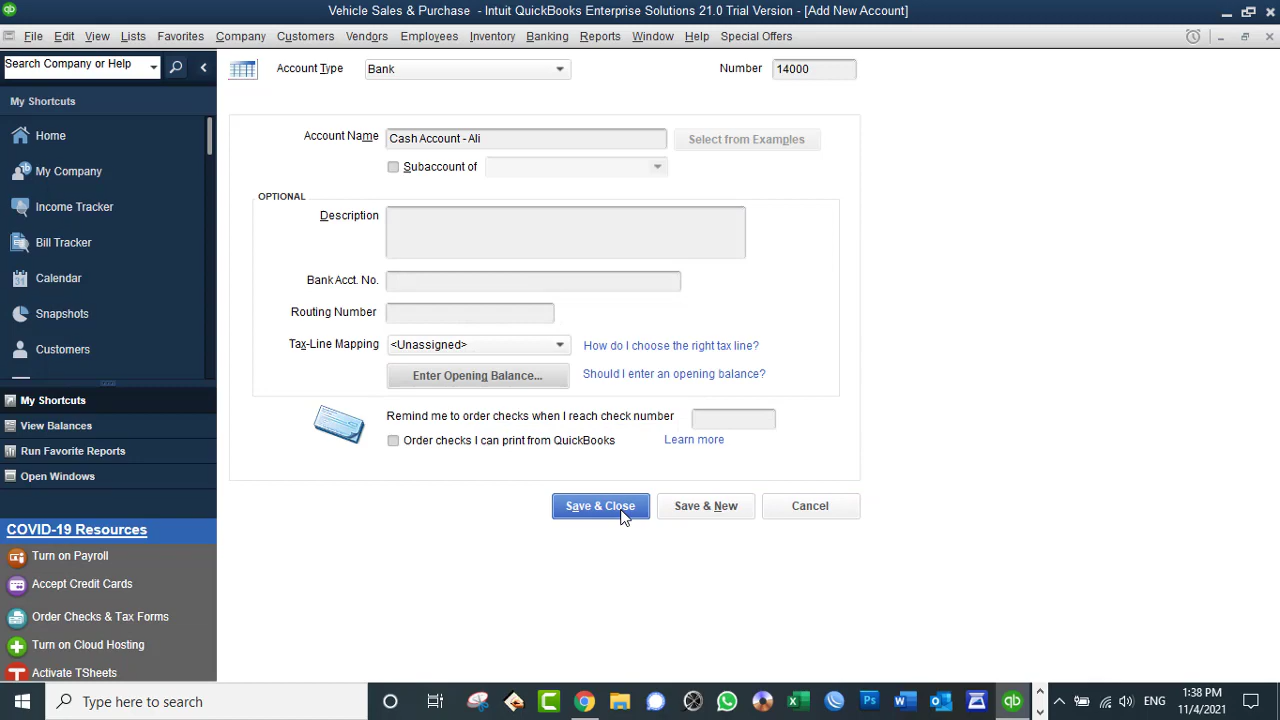 Vehicle Sales & Purchase - Intuit QuickBooks Enterprise Solutions 21.0 Trial Version - [Add New Account]
File Edit View Lists Favorites Company Customers Vendors Employees Inventory Banking Reports Window Help Special Offers
Search Company or Help
My Shortcuts
Home
My Company
Income Tracker
Bill Tracker
Calendar
Snapshots
Customers
My Shortcuts
View Balances
Run Favorite Reports
Open Windows
COVID-19 Resources
Turn on Payroll
Accept Credit Cards
Order Checks & Tax Forms
Turn on Cloud Hosting
Activate TSheets
Account Type Bank Number 14000
Account Name Cash Account - Ali Select from Examples
Subaccount of
OPTIONAL
Description
Bank Acct. No.
Routing Number
Tax-Line Mapping <Unassigned> How do I choose the right tax line?
Enter Opening Balance... Should I enter an opening balance?
Remind me to order checks when I reach check number
Order checks I can print from QuickBooks Learn more
Save & Close Save & New Cancel
Type here to search
ENG
1:38 PM
11/4/2021